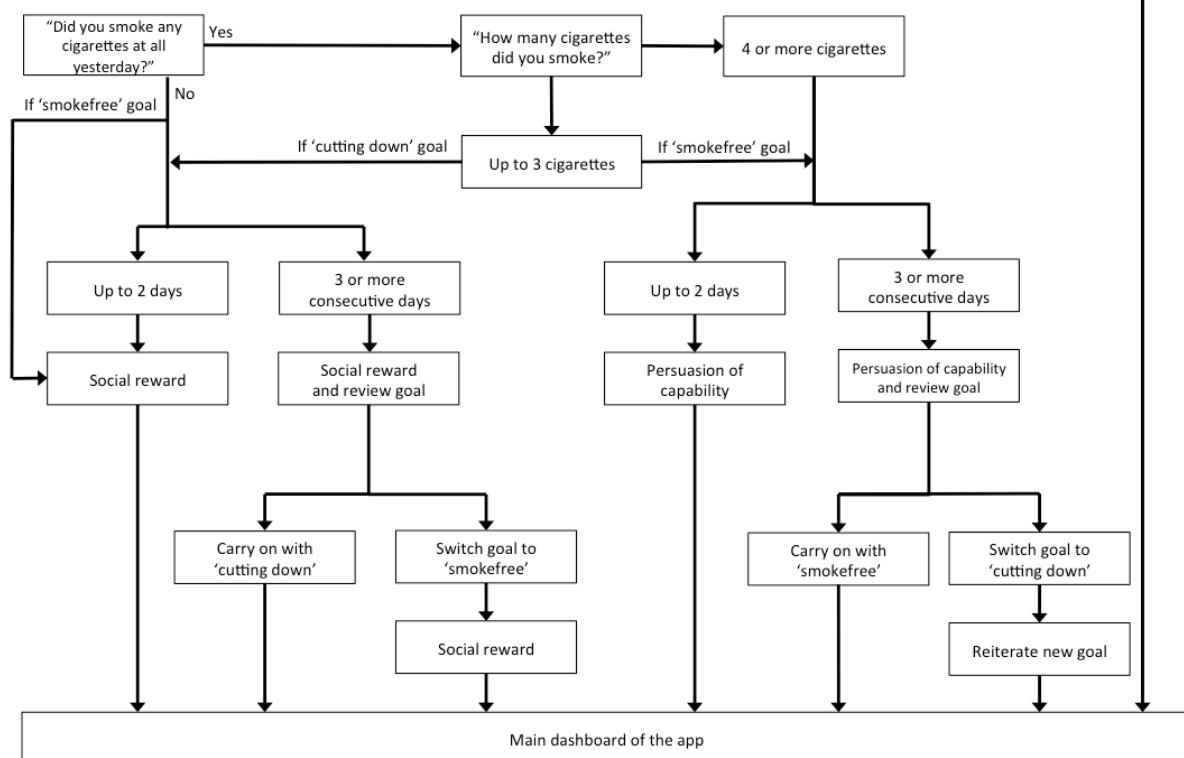 “Did you smoke any
cigarettes at all
yesterday?”
Yes
“How many cigarettes
did you smoke?”
4 or more cigarettes
No
If ‘smokefree’ goal
If ‘cutting down’ goal
Up to 3 cigarettes
If ‘smokefree’ goal
Up to 2 days
3 or more
consecutive days
Up to 2 days
3 or more
consecutive days
Social reward
Social reward
and review goal
Persuasion of
capability
Persuasion of capability
and review goal
Carry on with
‘cutting down’
Switch goal to
‘smokefree’
Carry on with
‘smokefree’
Switch goal to
‘cutting down’
Social reward
Reiterate new goal
Main dashboard of the app